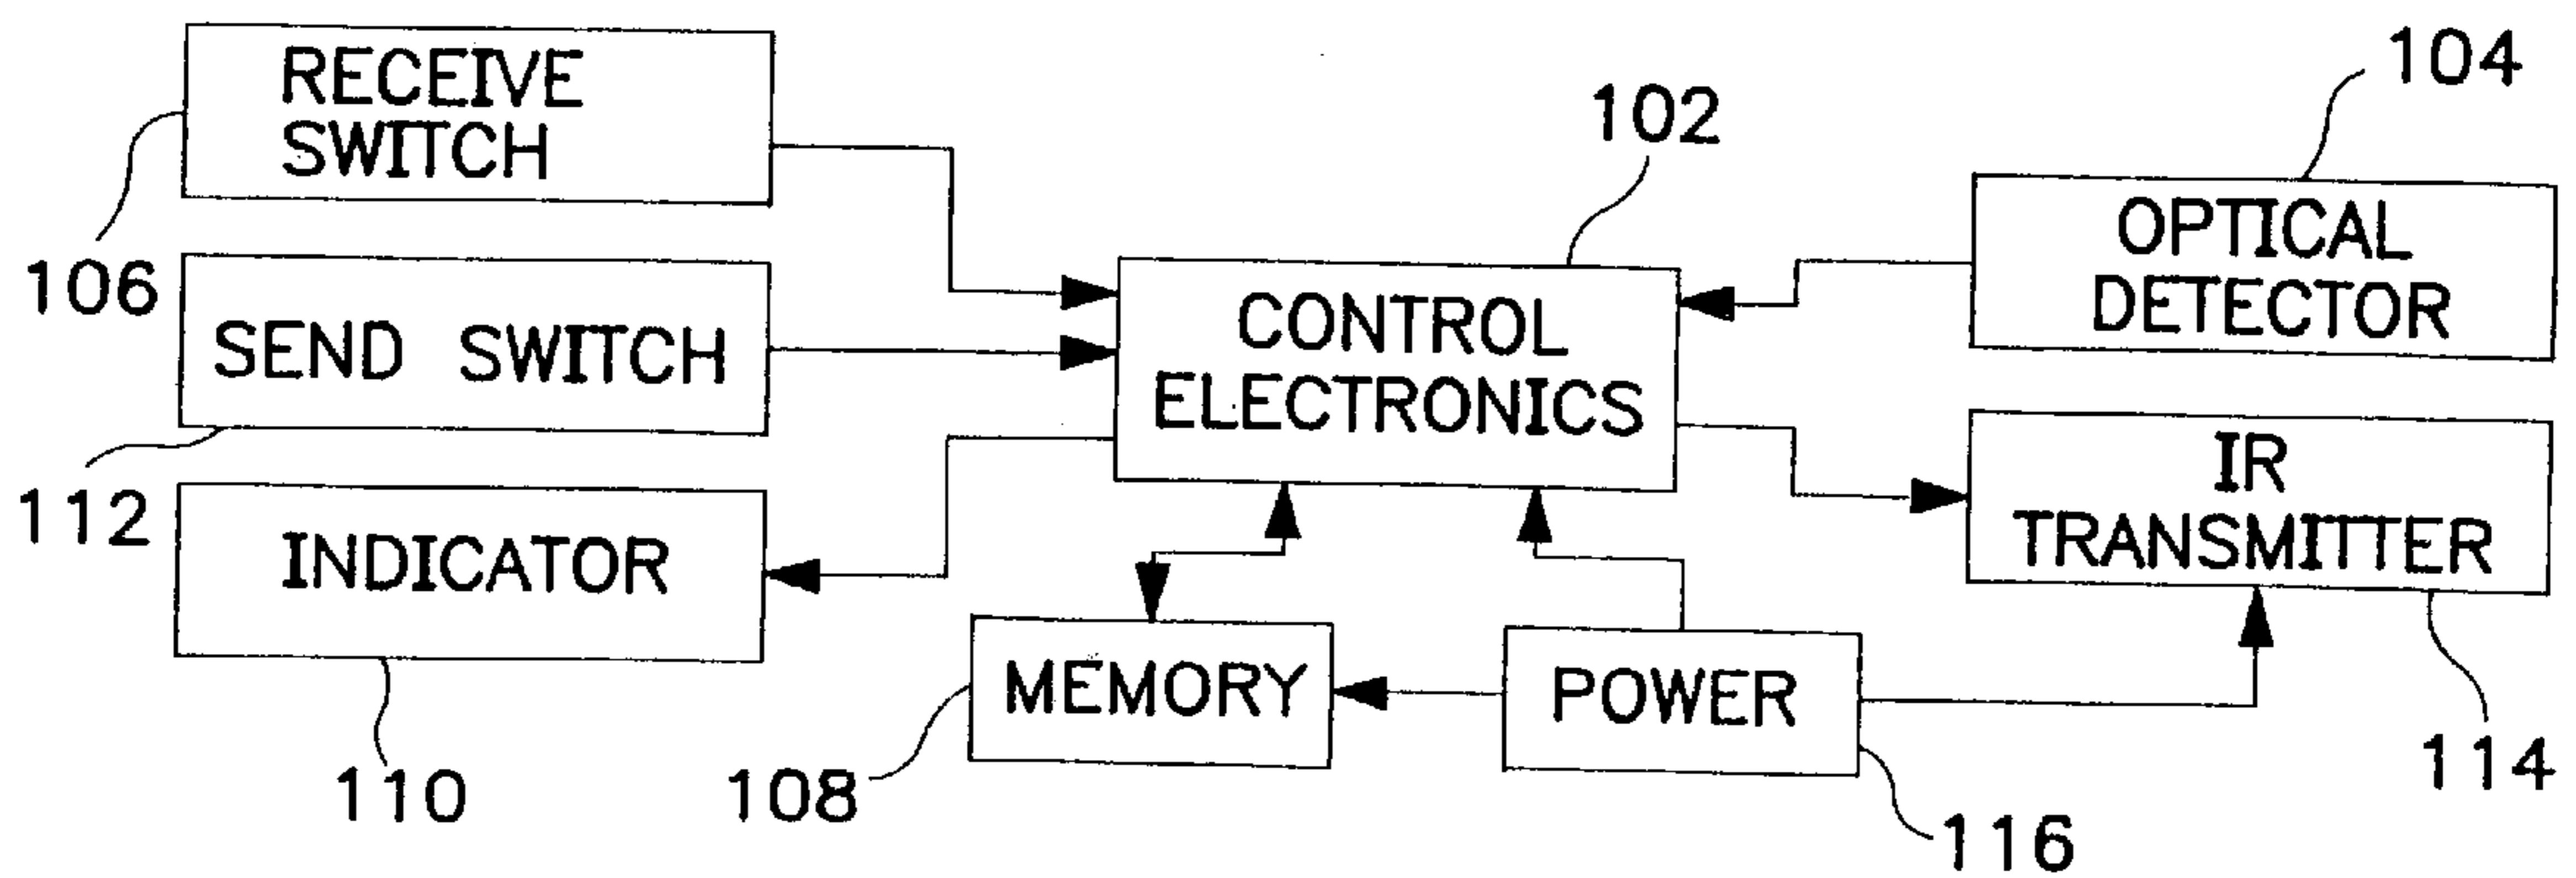 RECEIVE
SWITCH
106
SEND SWITCH
112
INDICATOR
110
102
CONTROL
ELECTRONICS
104
OPTICAL
DETECTOR
IR
TRANSMITTER
114
MEMORY
108
POWER
116